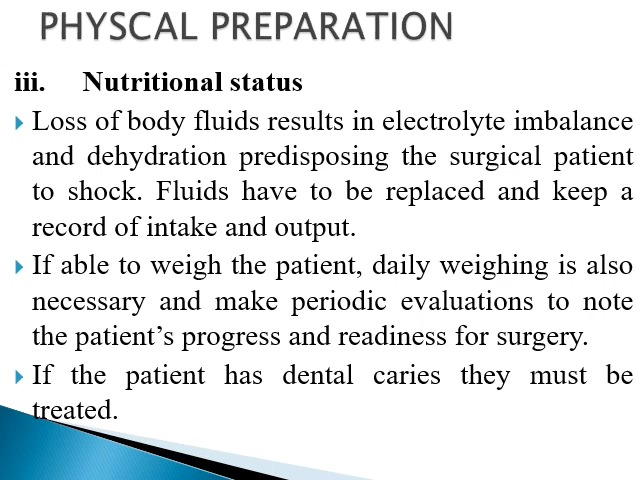 PHYSCAL PREPARATION
iii. Nutritional status
Loss of body fluids results in electrolyte imbalance
and dehydration predisposing the surgical patient
to shock. Fluids have to be replaced and keep a
record of intake and output.
If able to weigh the patient, daily weighing is also
necessary and make periodic evaluations to note
the patient’s progress and readiness for surgery.
If the patient has dental caries they must be
treated.